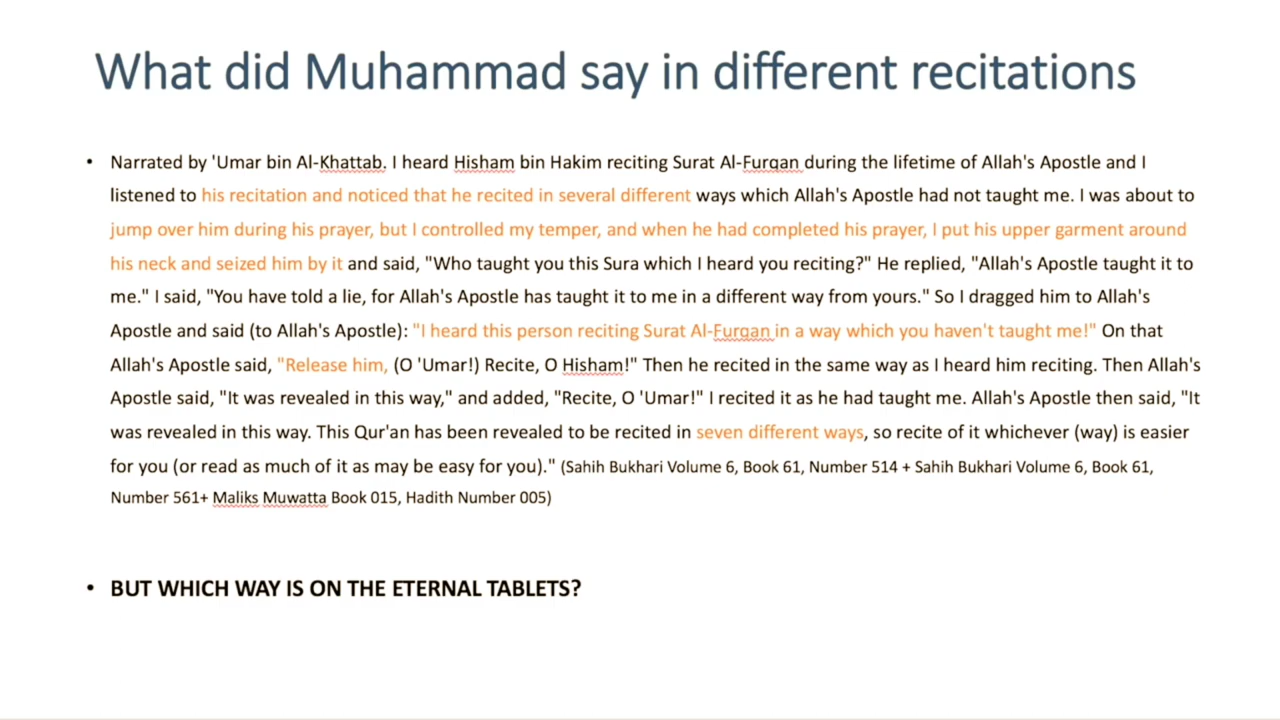 What did Muhammad say in different recitations
• Narrated by 'Umar bin Al-Khattab. I heard Hisham bin Hakim reciting Surat Al-Furqan during the lifetime of Allah's Apostle and I
listened to his recitation and noticed that he recited in several different ways which Allah's Apostle had not taught me. I was about to
jump over him during his prayer, but I controlled my temper, and when he had completed his prayer, I put his upper garment around
his neck and seized him by it and said, "Who taught you this Sura which I heard you reciting?" He replied, "Allah's Apostle taught it to
me." I said, "You have told a lie, for Allah's Apostle has taught it to me in a different way from yours." So I dragged him to Allah's
Apostle and said (to Allah's Apostle): "I heard this person reciting Surat Al-Furqan in a way which you haven't taught me!" On that
Allah's Apostle said, "Release him, (O 'Umar!) Recite, O Hisham!" Then he recited in the same way as I heard him reciting. Then Allah's
Apostle said, "It was revealed in this way," and added, "Recite, O 'Umar!" I recited it as he had taught me. Allah's Apostle then said, "It
was revealed in this way. This Qur'an has been revealed to be recited in seven different ways, so recite of it whichever (way) is easier
for you (or read as much of it as may be easy for you)." (Sahih Bukhari Volume 6, Book 61, Number 514 + Sahih Bukhari Volume 6, Book 61,
Number 561+ Maliks Muwatta Book 015, Hadith Number 005)
• BUT WHICH WAY IS ON THE ETERNAL TABLETS?